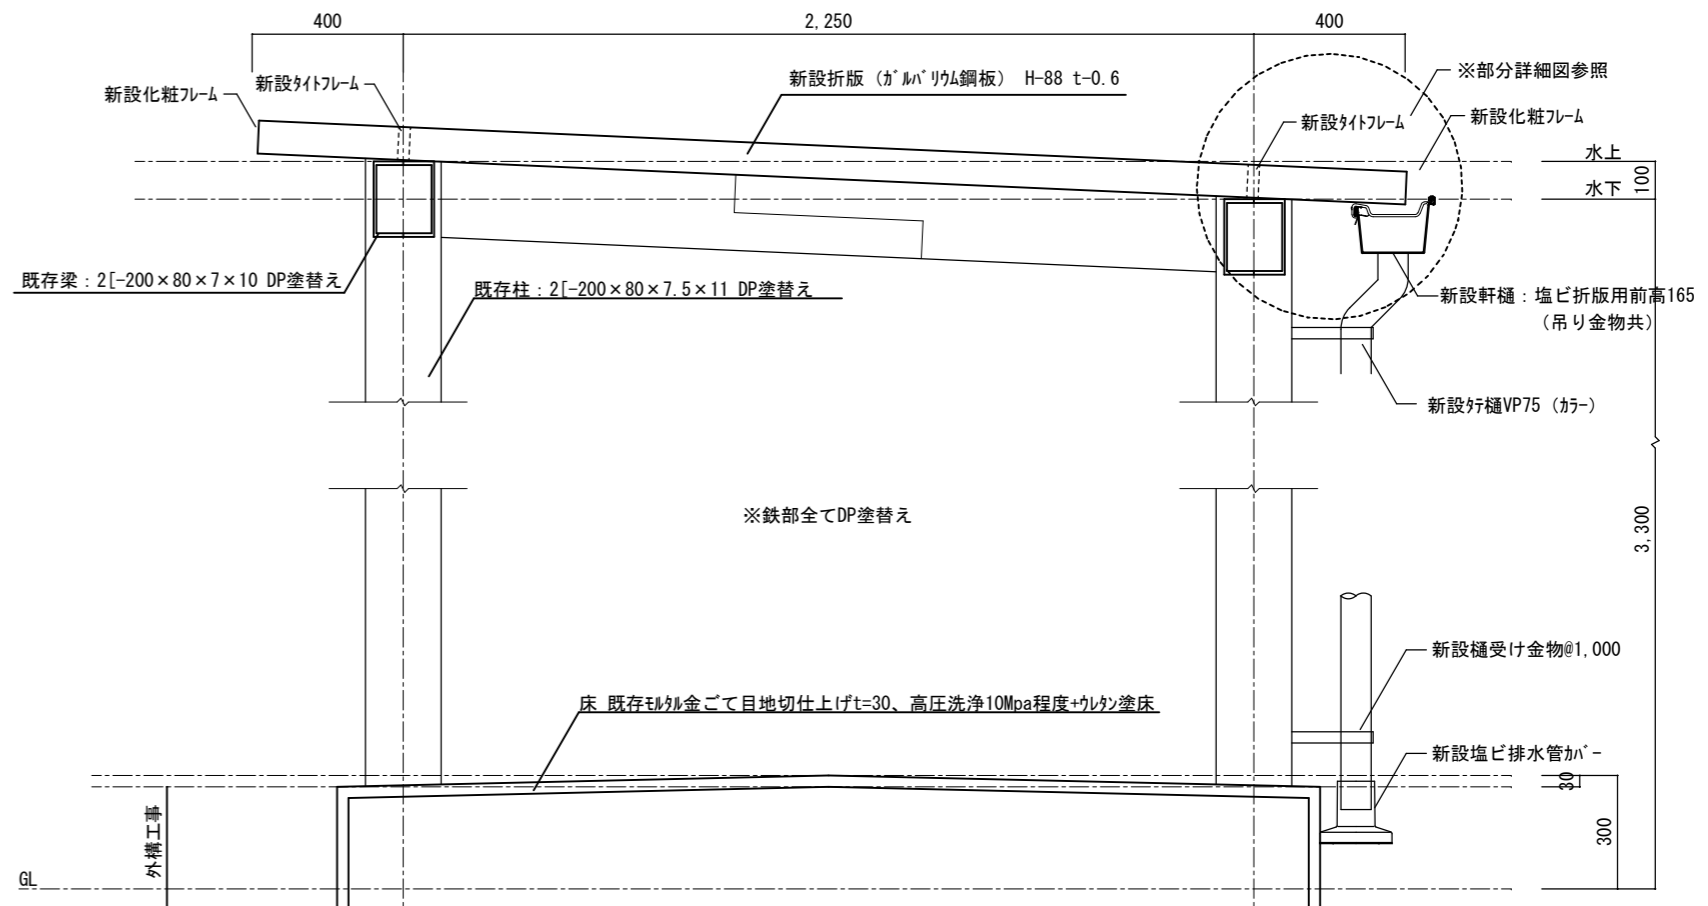 400
2,250
400
新設化粧フレーム
新設タイトフレーム
新設折版（ガルバリウム鋼板） H-88 t-0.6
※部分詳細図参照
新設タイトフレーム
新設化粧フレーム
水上
水下
100
既存梁：2[-200×80×7×10 DP塗替え
既存柱：2[-200×80×7.5×11 DP塗替え
新設軒樋：塩ビ折版用前高165
（吊り金物共）
新設タテ樋VP75（カラー）
※鉄部全てDP塗替え
3,300
新設樋受け金物@1,000
床 既存モルタル金ごて目地切仕上げt=30、高圧洗浄10Mpa程度+ウレタン塗床
新設塩ビ排水管カバー
30
300
外構工事
GL